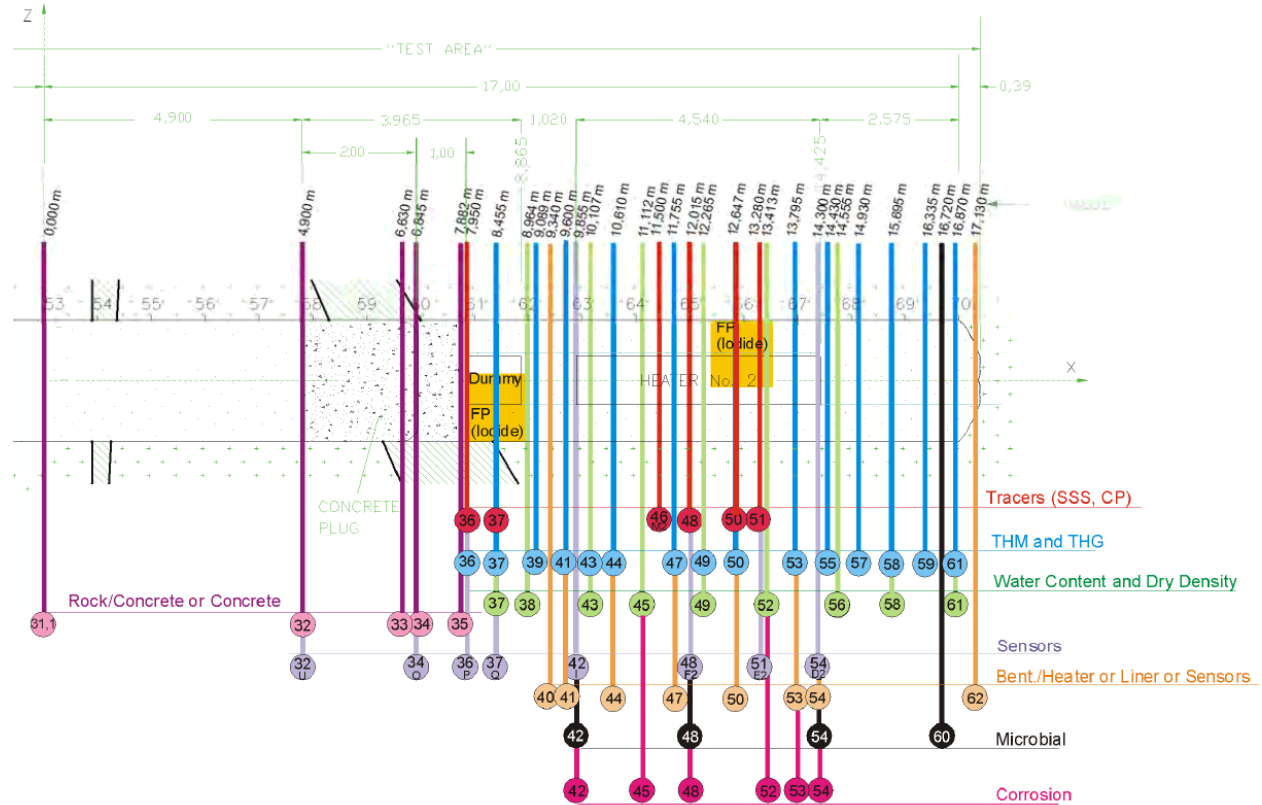 Z
"TEST AREA"
17,00 0,39
4,900 3,965 1,020 4,540 2,575
2,00 1,00
8,865 14,425
0,000 m
4,900 m
6,630 m
6,845 m
7,882 m
7,950 m
8,455 m
8,964 m
9,089 m
9,340 m
9,600 m
9,855 m
10,107 m
10,610 m
11,112 m
11,500 m
11,755 m
12,015 m
12,265 m
12,647 m
13,280 m
13,413 m
13,795 m
14,300 m
14,430 m
14,555 m
14,930 m
15,695 m
16,335 m
16,720 m
16,870 m
17,130 m
53 54 55 56 57 58 59 60 61 62 63 64 65 66 67 68 69 70
FP
(Iodide)
Dummy
HEATER No. 2
X
FP
(Iodide)
CONCRETE
PLUG
Tracers (SSS, CP)
36 37 46 48 50 51
THM and THG
36 37 39 41 43 44 47 49 50 53 55 57 58 59 61
Water Content and Dry Density
37 38 43 45 49 52 56 58 61
Rock/Concrete or Concrete
31,1 32 33 34 35
Sensors
32 34 36 37 42 48 51 54
U O P Q I F2 E2 D2
Bent./Heater or Liner or Sensors
40 41 44 47 50 53 54 62
Microbial
42 48 54 60
Corrosion
42 45 48 52 53 54